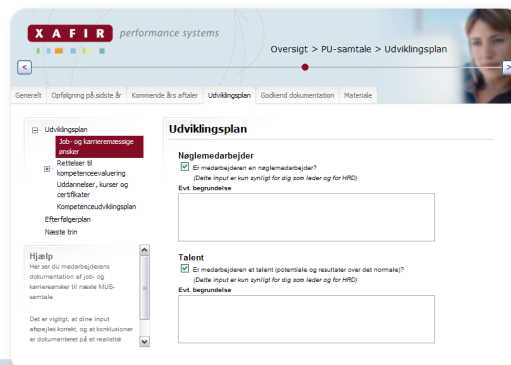 XAFIR performance systems
Oversigt > PU-samtale > Udviklingsplan
<
>
Generelt Opfølgning på sidste år Kommende års aftaler Udviklingsplan Godkend dokumentation Materiale
Udviklingsplan
Job- og karrieremæssige
ønsker
Rettelser til
kompetenceevaluering
Uddannelser, kurser og
certifikater
Kompetenceudviklingsplan
Efterfølgerplan
Næste trin
Hjælp
Her ser du medarbejderens
dokumentation af job- og
karriereønsker til næste MUS-
samtale
Det er vigtigt, at dine input
afspejles korrekt, og at konklusioner
er dokumenteret på et realistisk
Udviklingsplan
Nøglemedarbejder
Er medarbejderen en nøglemedarbejder?
(Dette input er kun synligt for dig som leder og for HRD)
Evt. begrundelse
Talent
Er medarbejderen et talent (potentiale og resultater over det normale)?
(Dette input er kun synligt for dig som leder og for HRD)
Evt. begrundelse